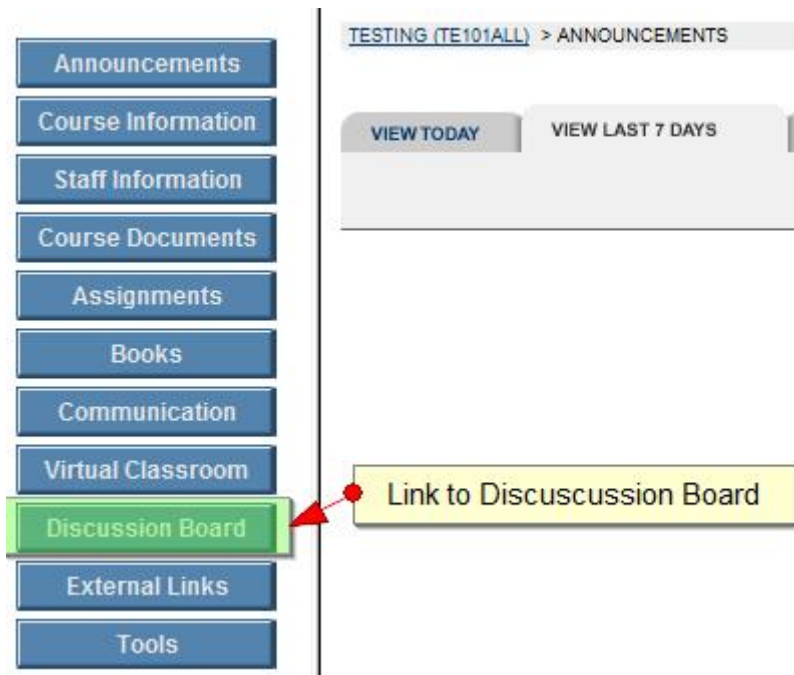 TESTING (TE101ALL) > ANNOUNCEMENTS
Announcements
Course Information
VIEW TODAY
VIEW LAST 7 DAYS
Staff Information
Course Documents
Assignments
Books
Communication
Virtual Classroom
Link to Discuscussion Board
Discussion Board
External Links
Tools